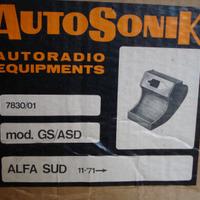 AUTOSONIK
AUTORADIO
EQUIPMENTS
7830/01
mod. GS/ASD
ALFA SUD 11-71→